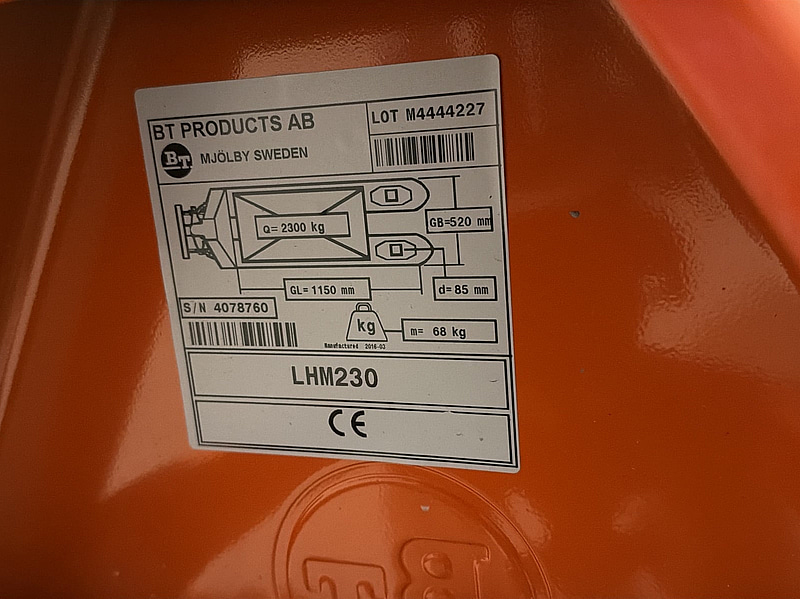 BT PRODUCTS AB
LOT M4444227
BT MJÖLBY SWEDEN
Q= 2300 kg
GB=520 mm
GL= 1150 mm
d= 85 mm
S/N 4078760
kg
m= 68 kg
Manufactured 2016-03
LHM230
CE